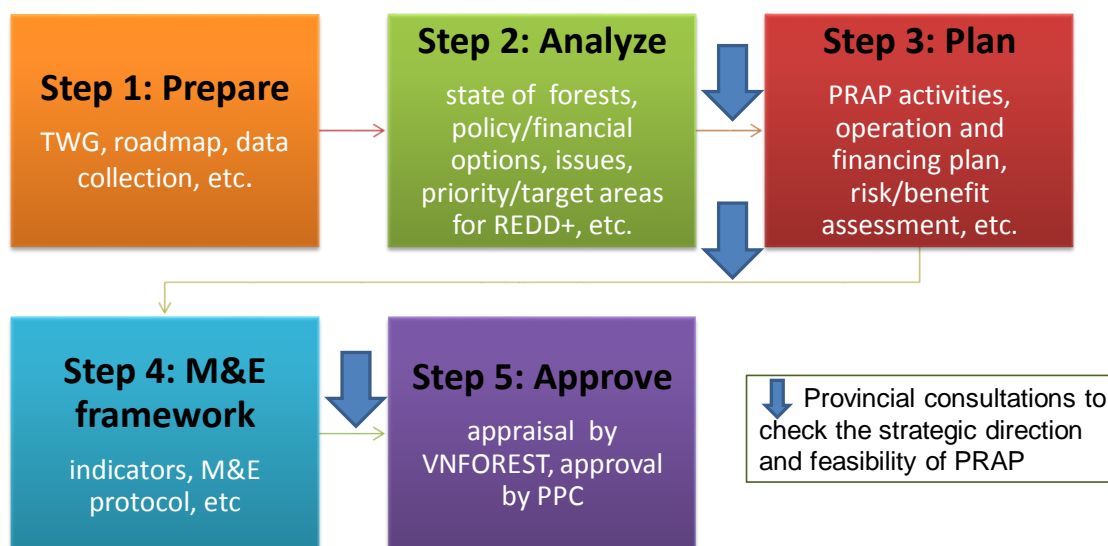 Step 1: Prepare
TWG, roadmap, data
collection, etc.
Step 2: Analyze
state of forests,
policy/financial
options, issues,
priority/target areas
for REDD+, etc.
Step 3: Plan
PRAP activities,
operation and
financing plan,
risk/benefit
assessment, etc.
Step 4: M&E
framework
indicators, M&E
protocol, etc
Step 5: Approve
appraisal by
VNFOREST, approval
by PPC
Provincial consultations to
check the strategic direction
and feasibility of PRAP